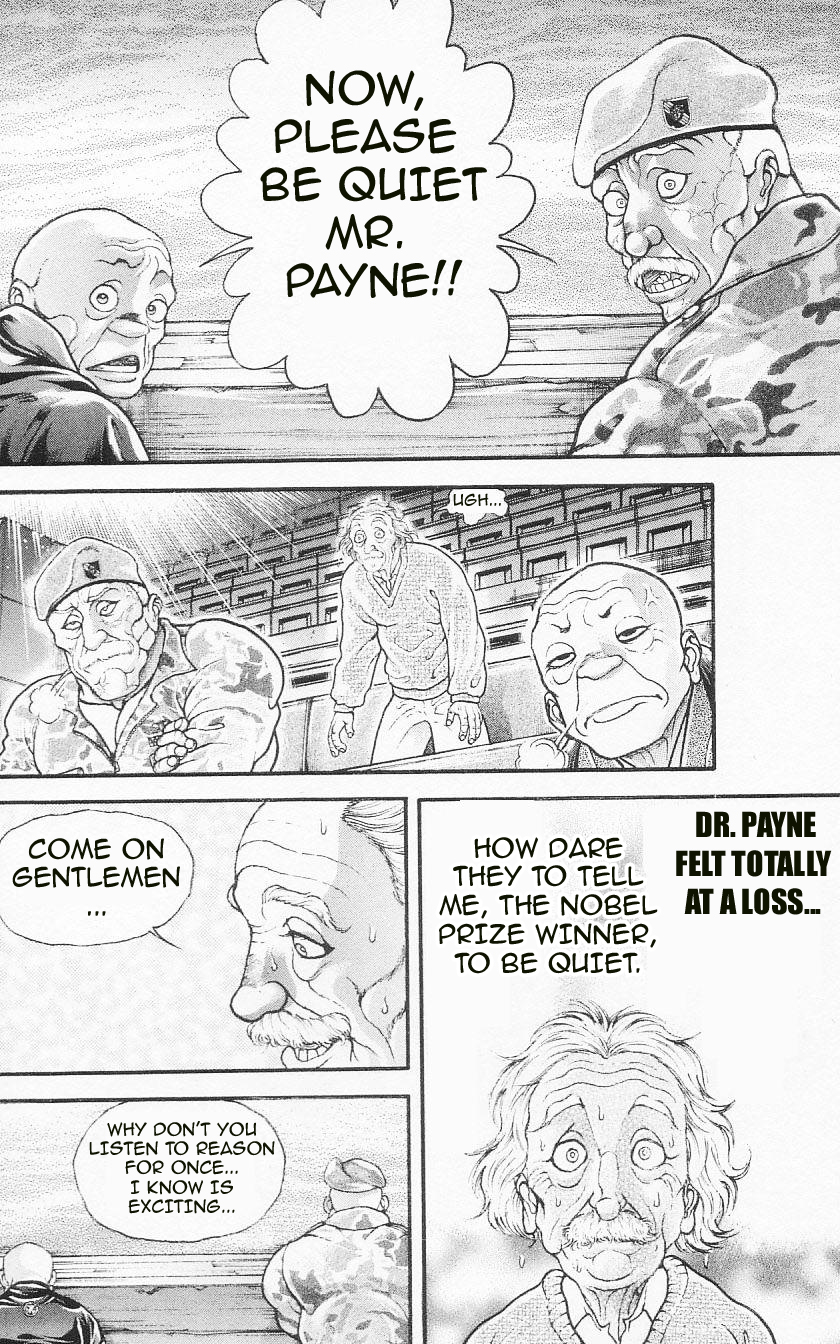 NOW,
PLEASE
BE QUIET
MR.
PAYNE!!
UGH...
COME ON
GENTLEMEN
...
HOW DARE
THEY TO TELL
ME, THE NOBEL
PRIZE WINNER,
TO BE QUIET.
DR. PAYNE
FELT TOTALLY
AT A LOSS...
WHY DON'T YOU
LISTEN TO REASON
FOR ONCE...
I KNOW IS
EXCITING...